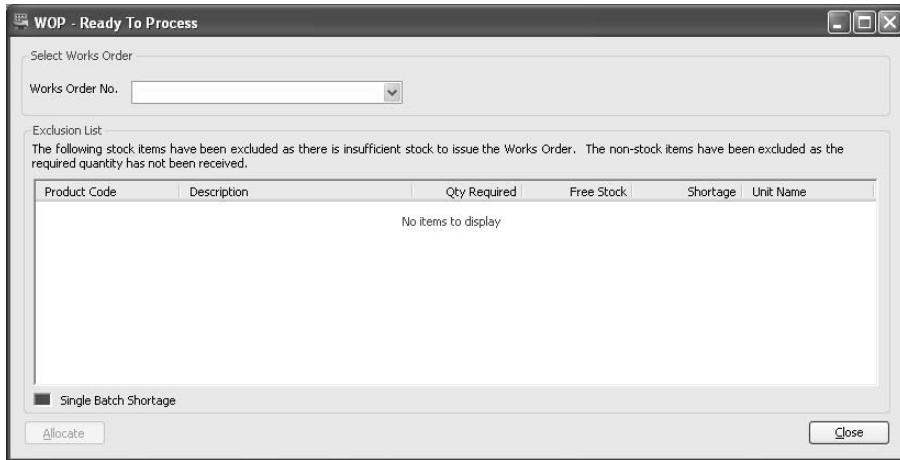 WOP - Ready To Process
Select Works Order
Works Order No.
Exclusion List
The following stock items have been excluded as there is insufficient stock to issue the Works Order. The non-stock items have been excluded as the
required quantity has not been received.
Product Code Description Qty Required Free Stock Shortage Unit Name
No items to display
Single Batch Shortage
Allocate Close